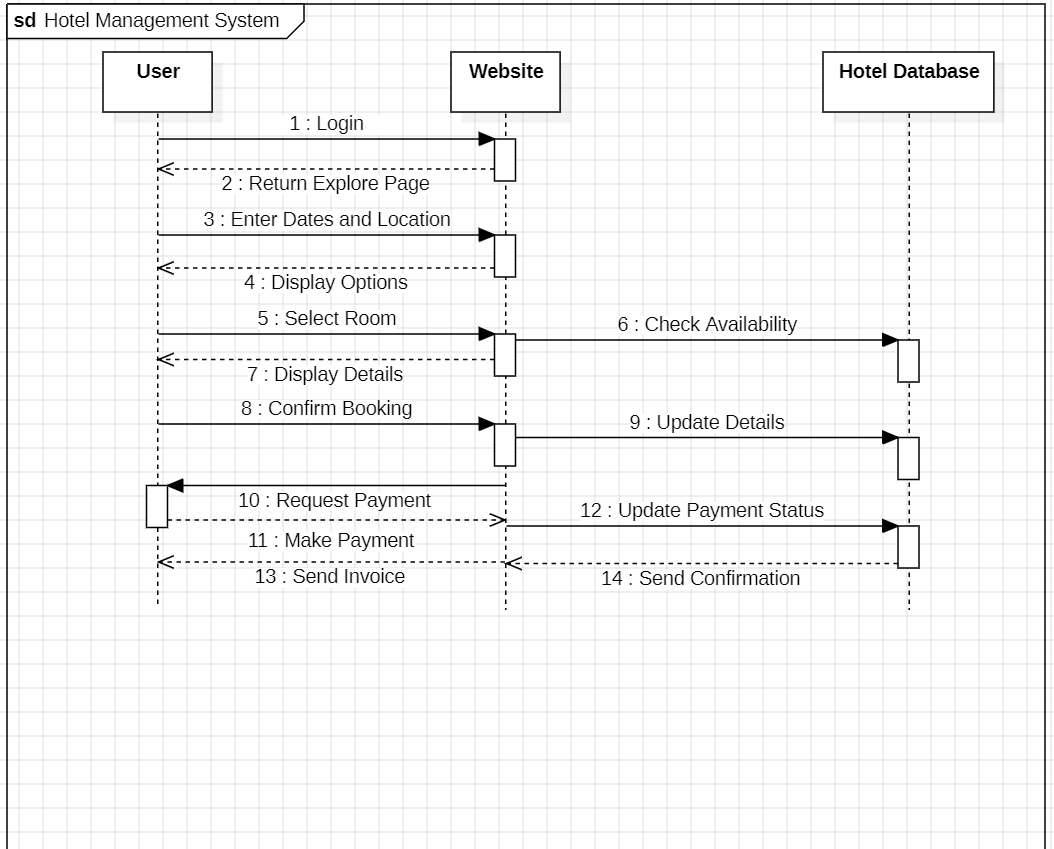 sd Hotel Management System
User
Website
Hotel Database
1 : Login
2 : Return Explore Page
3 : Enter Dates and Location
4 : Display Options
5 : Select Room
6 : Check Availability
7 : Display Details
8 : Confirm Booking
9 : Update Details
10 : Request Payment
12 : Update Payment Status
11 : Make Payment
13 : Send Invoice
14 : Send Confirmation